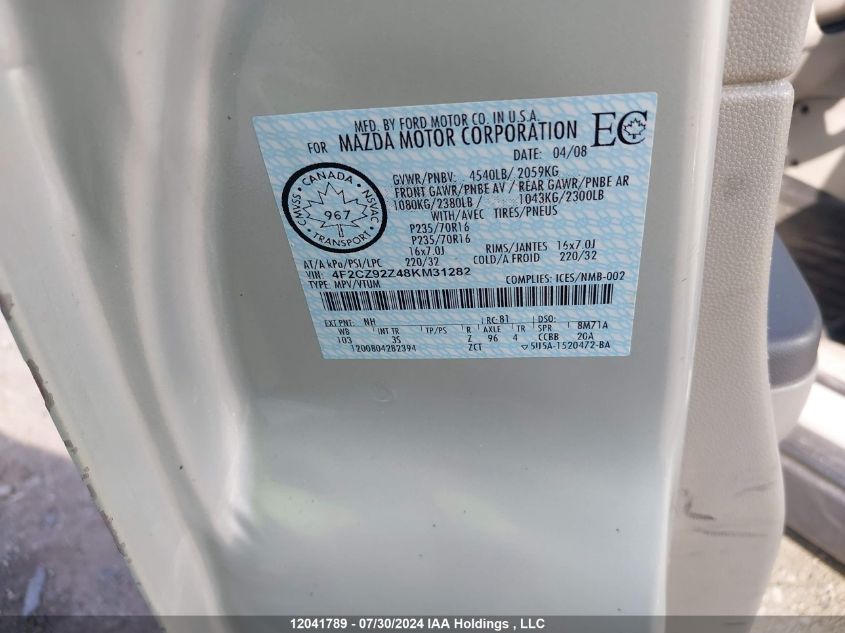 MFD. BY FORD MOTOR CO. IN U.S.A.
FOR MAZDA MOTOR CORPORATION EC
DATE: 04/08
CANADA
CMVSS NSVAC
967
TRANSPORT
GVWR/PNBV: 4540LB/ 2059KG
FRONT GAWR/PNBE AV / REAR GAWR/PNBE AR
1080KG/2380LB / 1043KG/2300LB
WITH/AVEC TIRES/PNEUS
P235/70R16
P235/70R16
16x7.0J RIMS/JANTES 16x7.0J
AT/A kPa/PSI/LPC 220/32 COLD/A FROID 220/32
VIN: 4F2CZ92Z48KM31282 COMPLIES: ICES/NMB-002
TYPE: MPV/VTUM
EXT PNT: NH RC:81 DSO:
WB INT TR TP/PS R AXLE TR SPR 8M71A
103 3S Z 96 4 CCBB 20A
1200804282394 ZCT ▽5U5A-1520472-BA
12041789 - 07/30/2024 IAA Holdings , LLC